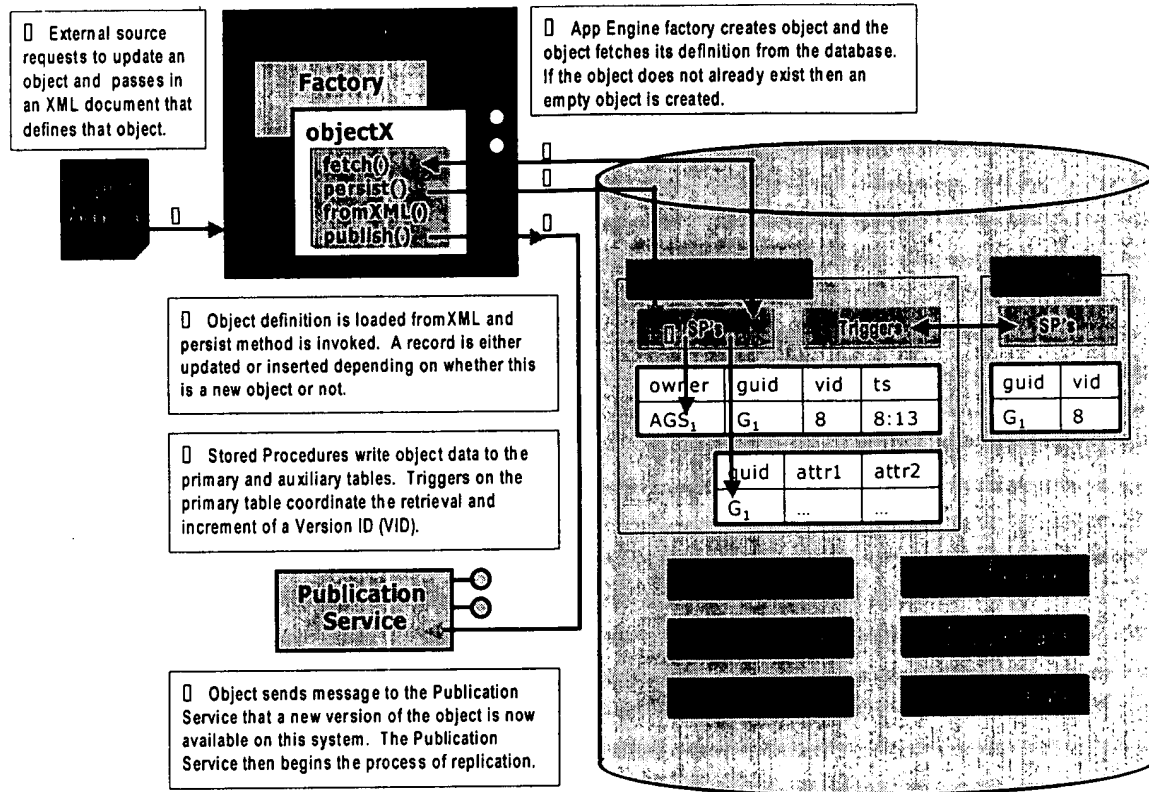 ▯ External source
requests to update an
object and passes in
an XML document that
defines that object.
▯ App Engine factory creates object and the
object fetches its definition from the database.
If the object does not already exist then an
empty object is created.
Factory
objectX
fetch()
persist()
fromXML()
publish()
▯
▯
▯
▯
▯ Object definition is loaded fromXML and
persist method is invoked. A record is either
updated or inserted depending on whether this
is a new object or not.
▯ Stored Procedures write object data to the
primary and auxiliary tables. Triggers on the
primary table coordinate the retrieval and
increment of a Version ID (VID).
Publication
Service
▯ Object sends message to the Publication
Service that a new version of the object is now
available on this system. The Publication
Service then begins the process of replication.
▯ SP's
Triggers
SP's
owner guid vid ts
AGS₁ G₁ 8 8:13
guid attr1 attr2
G₁ ... ...
guid vid
G₁ 8